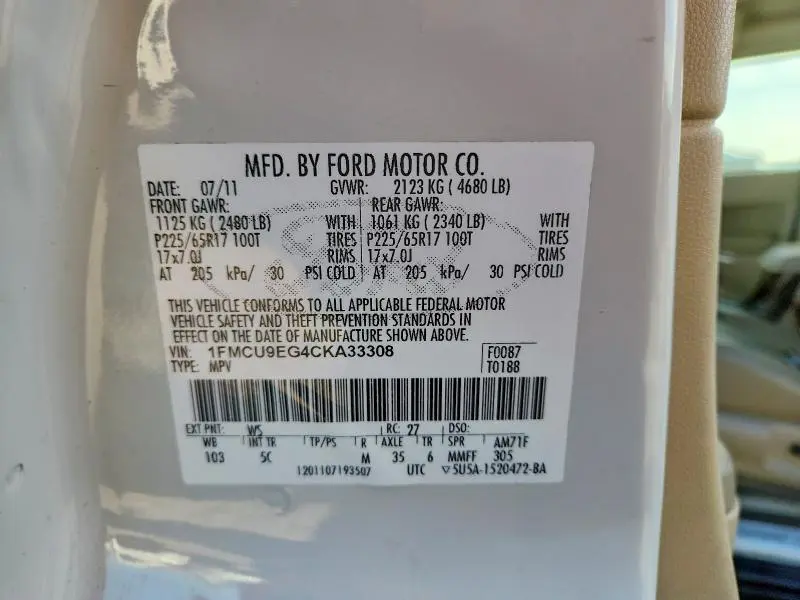 MFD. BY FORD MOTOR CO.
DATE: 07/11 GVWR: 2123 KG ( 4680 LB)
FRONT GAWR: REAR GAWR:
1125 KG ( 2480 LB) WITH 1061 KG ( 2340 LB) WITH
P225/65R17 100T TIRES P225/65R17 100T TIRES
17x7.0J RIMS 17x7.0J RIMS
AT 205 kPa/ 30 PSI COLD AT 205 kPa/ 30 PSI COLD
THIS VEHICLE CONFORMS TO ALL APPLICABLE FEDERAL MOTOR
VEHICLE SAFETY AND THEFT PREVENTION STANDARDS IN
EFFECT ON THE DATE OF MANUFACTURE SHOWN ABOVE.
VIN: 1FMCU9EG4CKA33308 F0087
TYPE: MPV T0188
EXT PNT: WS RC: 27 DSO:
WB INT TR TP/PS R AXLE TR SPR AM71F
103 5C M 35 6 MMFF 305
1201107193507 UTC ▽5U5A-1520472-BA